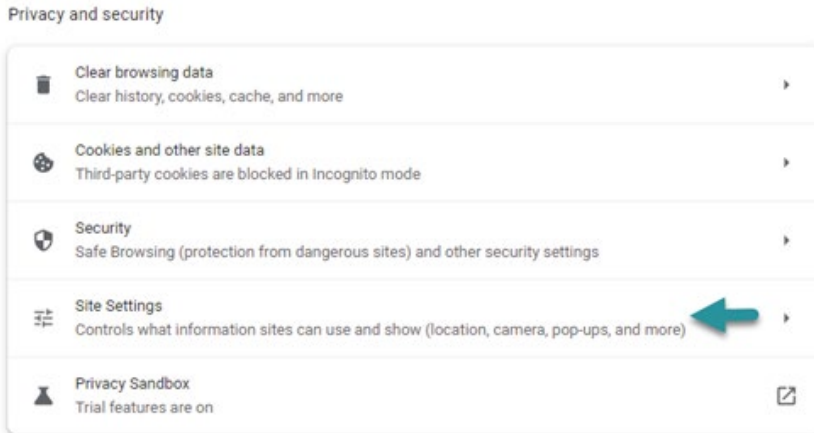 Privacy and security
Clear browsing data
Clear history, cookies, cache, and more
Cookies and other site data
Third-party cookies are blocked in Incognito mode
Security
Safe Browsing (protection from dangerous sites) and other security settings
Site Settings
Controls what information sites can use and show (location, camera, pop-ups, and more)
Privacy Sandbox
Trial features are on